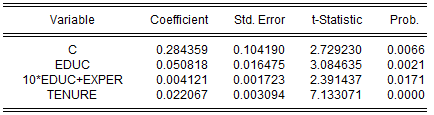 Variable Coefficient Std. Error t-Statistic Prob.
C 0.284359 0.104190 2.729230 0.0066
EDUC 0.050818 0.016475 3.084635 0.0021
10*EDUC+EXPER 0.004121 0.001723 2.391437 0.0171
TENURE 0.022067 0.003094 7.133071 0.0000